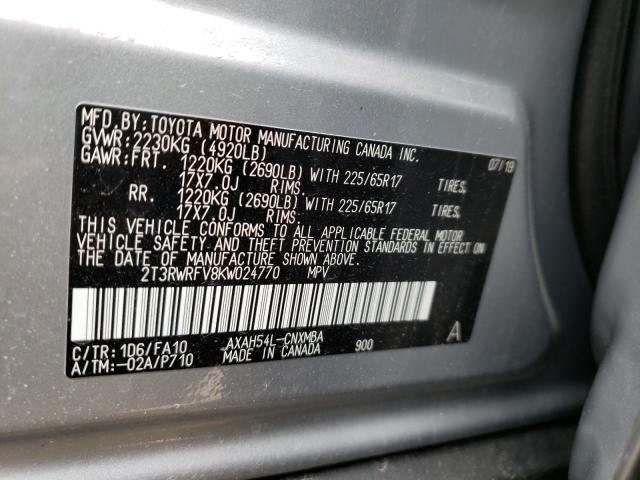 MFD. BY: TOYOTA MOTOR MANUFACTURING CANADA INC.
GVWR: 2230KG (4920LB) 07/19
GAWR: FRT. 1220KG (2690LB) WITH 225/65R17 TIRES,
17X7.0J RIMS,
RR. 1220KG (2690LB) WITH 225/65R17 TIRES,
17X7.0J RIMS,
THIS VEHICLE CONFORMS TO ALL APPLICABLE FEDERAL MOTOR
VEHICLE SAFETY AND THEFT PREVENTION STANDARDS IN EFFECT ON
THE DATE OF MANUFACTURE SHOWN ABOVE.
2T3RWRFV8KW024770 MPV
C/TR: 1D6/FA10 AXAH54L-CNXMBA A
A/TM: -02A/P710 MADE IN CANADA 900